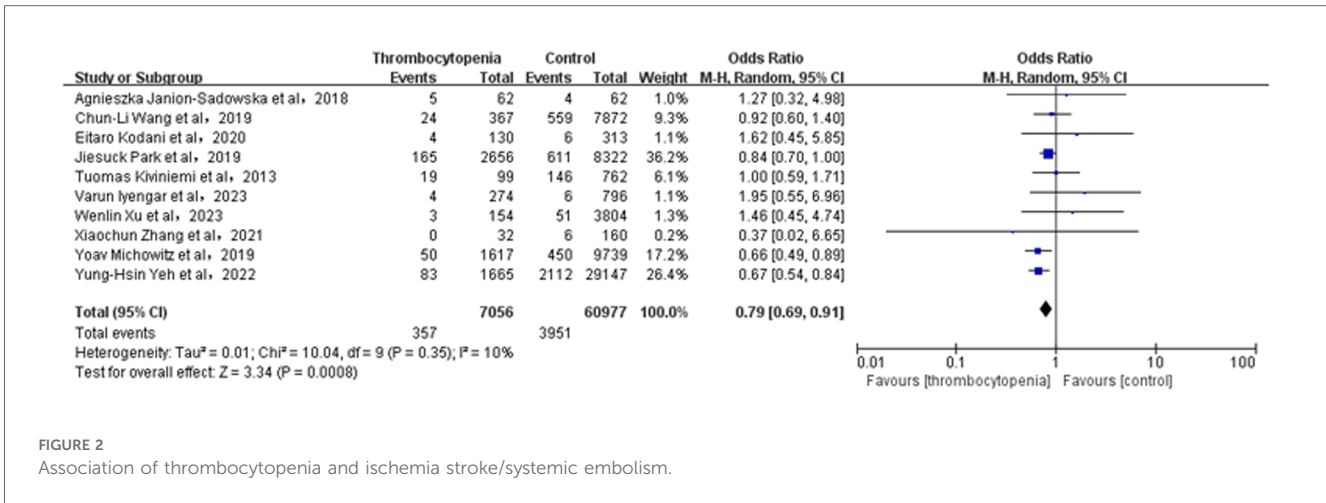 Thrombocytopenia Control Odds Ratio Odds Ratio
Study or Subgroup Events Total Events Total Weight M-H, Random, 95% CI M-H, Random, 95% CI
Agnieszka Janion-Sadowska et al，2018 5 62 4 62 1.0% 1.27 [0.32, 4.98]
Chun-Li Wang et al，2019 24 367 559 7872 9.3% 0.92 [0.60, 1.40]
Eitaro Kodani et al，2020 4 130 6 313 1.1% 1.62 [0.45, 5.85]
Jiesuck Park et al，2019 165 2656 611 8322 36.2% 0.84 [0.70, 1.00]
Tuomas Kiviniemi et al，2013 19 99 146 762 6.1% 1.00 [0.59, 1.71]
Varun Iyengar et al，2023 4 274 6 796 1.1% 1.95 [0.55, 6.96]
Wenlin Xu et al，2023 3 154 51 3804 1.3% 1.46 [0.45, 4.74]
Xiaochun Zhang et al，2021 0 32 6 160 0.2% 0.37 [0.02, 6.65]
Yoav Michowitz et al，2019 50 1617 450 9739 17.2% 0.66 [0.49, 0.89]
Yung-Hsin Yeh et al，2022 83 1665 2112 29147 26.4% 0.67 [0.54, 0.84]
Total (95% CI) 7056 60977 100.0% 0.79 [0.69, 0.91]
Total events 357 3951
Heterogeneity: Tau² = 0.01; Chi² = 10.04, df = 9 (P = 0.35); I² = 10%
Test for overall effect: Z = 3.34 (P = 0.0008)
0.01 0.1 1 10 100
Favours [thrombocytopenia] Favours [control]
FIGURE 2
Association of thrombocytopenia and ischemia stroke/systemic embolism.